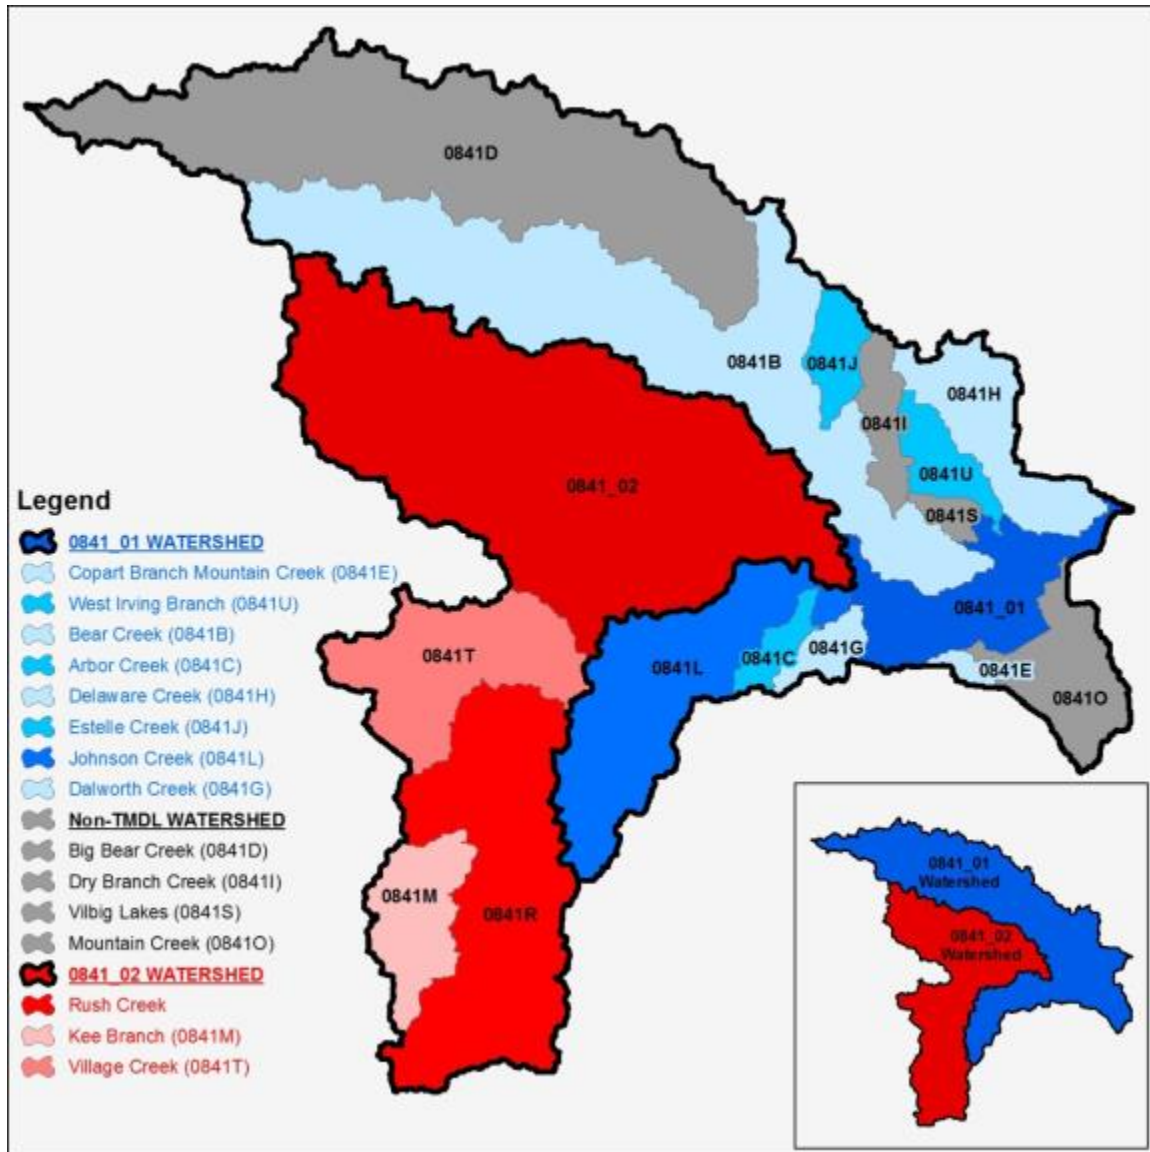 0841D
0841B
0841J
0841H
0841I
0841U
0841_02
0841S
0841_01
0841T
0841L
0841C
0841G
0841E
0841O
0841M
0841R
Legend
0841_01 WATERSHED
Copart Branch Mountain Creek (0841E)
West Irving Branch (0841U)
Bear Creek (0841B)
Arbor Creek (0841C)
Delaware Creek (0841H)
Estelle Creek (0841J)
Johnson Creek (0841L)
Dalworth Creek (0841G)
Non-TMDL WATERSHED
Big Bear Creek (0841D)
Dry Branch Creek (0841I)
Vilbig Lakes (0841S)
Mountain Creek (0841O)
0841_02 WATERSHED
Rush Creek
Kee Branch (0841M)
Village Creek (0841T)
0841_01
Watershed
0841_02
Watershed